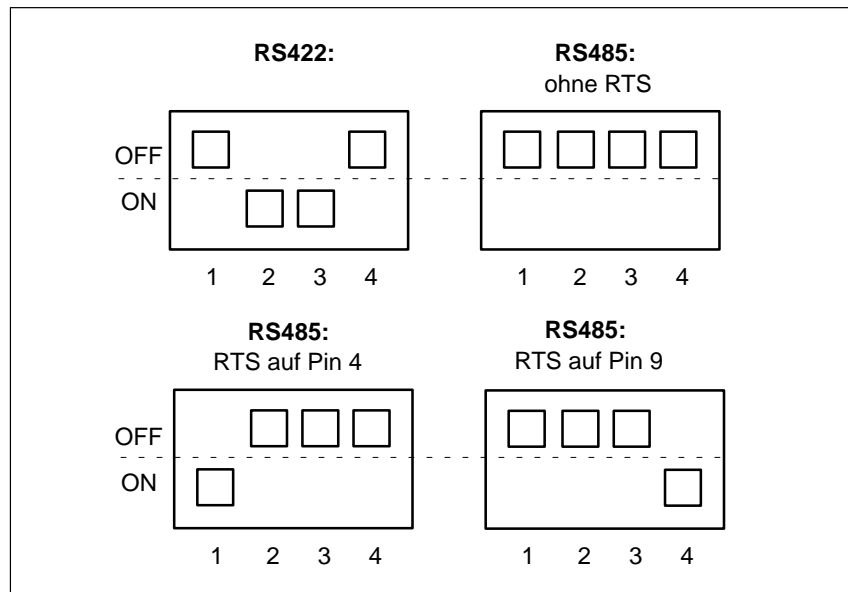 RS422:
RS485:
ohne RTS
OFF
ON
1 2 3 4
1 2 3 4
RS485:
RTS auf Pin 4
RS485:
RTS auf Pin 9
OFF
ON
1 2 3 4
1 2 3 4